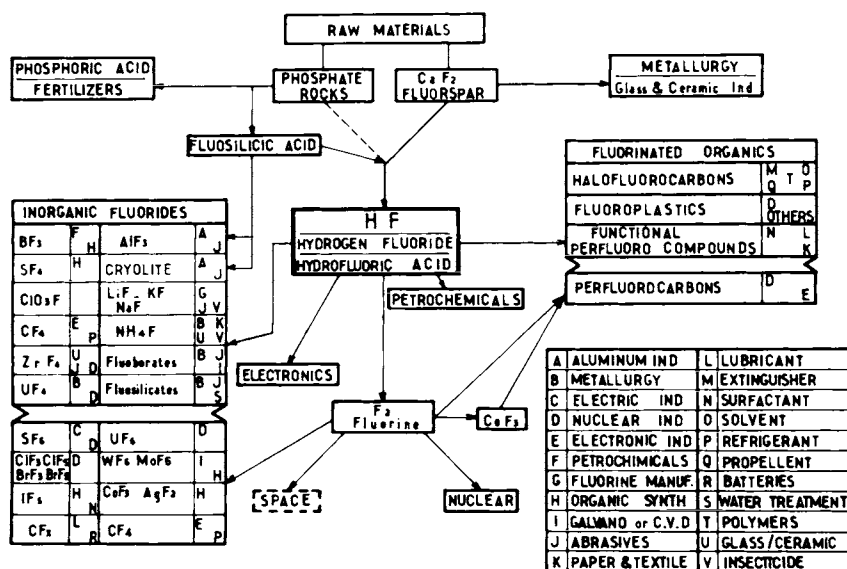 RAW MATERIALS
PHOSPHORIC ACID
FERTILIZERS
PHOSPHATE
ROCKS
CaF2
FLUORSPAR
METALLURGY
Glass & Ceramic Ind
FLUOSILICIC ACID
HF
HYDROGEN FLUORIDE
HYDROFLUORIC ACID
PETROCHEMICALS
ELECTRONICS
F2
Fluorine
CoF3
SPACE
NUCLEAR
INORGANIC FLUORIDES
BF3 F H AlF3 A J
SF4 H CRYOLITE A J
ClO3F LiF - KF NaF G J V
CF4 E P NH4F B K U V
ZrF4 U J D Fluoborates B J I
UF4 B D Fluosilicates B J S
SF6 C D UF6 D
ClF3 ClF5 BrF3 BrF5 D WF6 MoF6 I H
IF5 H N CoF3 AgF2 H
CFx L R CF4 E P
FLUORINATED ORGANICS
HALOFLUOROCARBONS M Q T O P
FLUOROPLASTICS D OTHERS
FUNCTIONAL
PERFLUORO COMPOUNDS N L K
PERFLUOROCARBONS D E
A ALUMINUM IND L LUBRICANT
B METALLURGY M EXTINGUISHER
C ELECTRIC IND N SURFACTANT
D NUCLEAR IND O SOLVENT
E ELECTRONIC IND P REFRIGERANT
F PETROCHIMICALS Q PROPELLENT
G FLUORINE MANUF. R BATTERIES
H ORGANIC SYNTH S WATER TREATMENT
I GALVANO or C.V.D T POLYMERS
J ABRASIVES U GLASS/CERAMIC
K PAPER & TEXTILE V INSECTICIDE